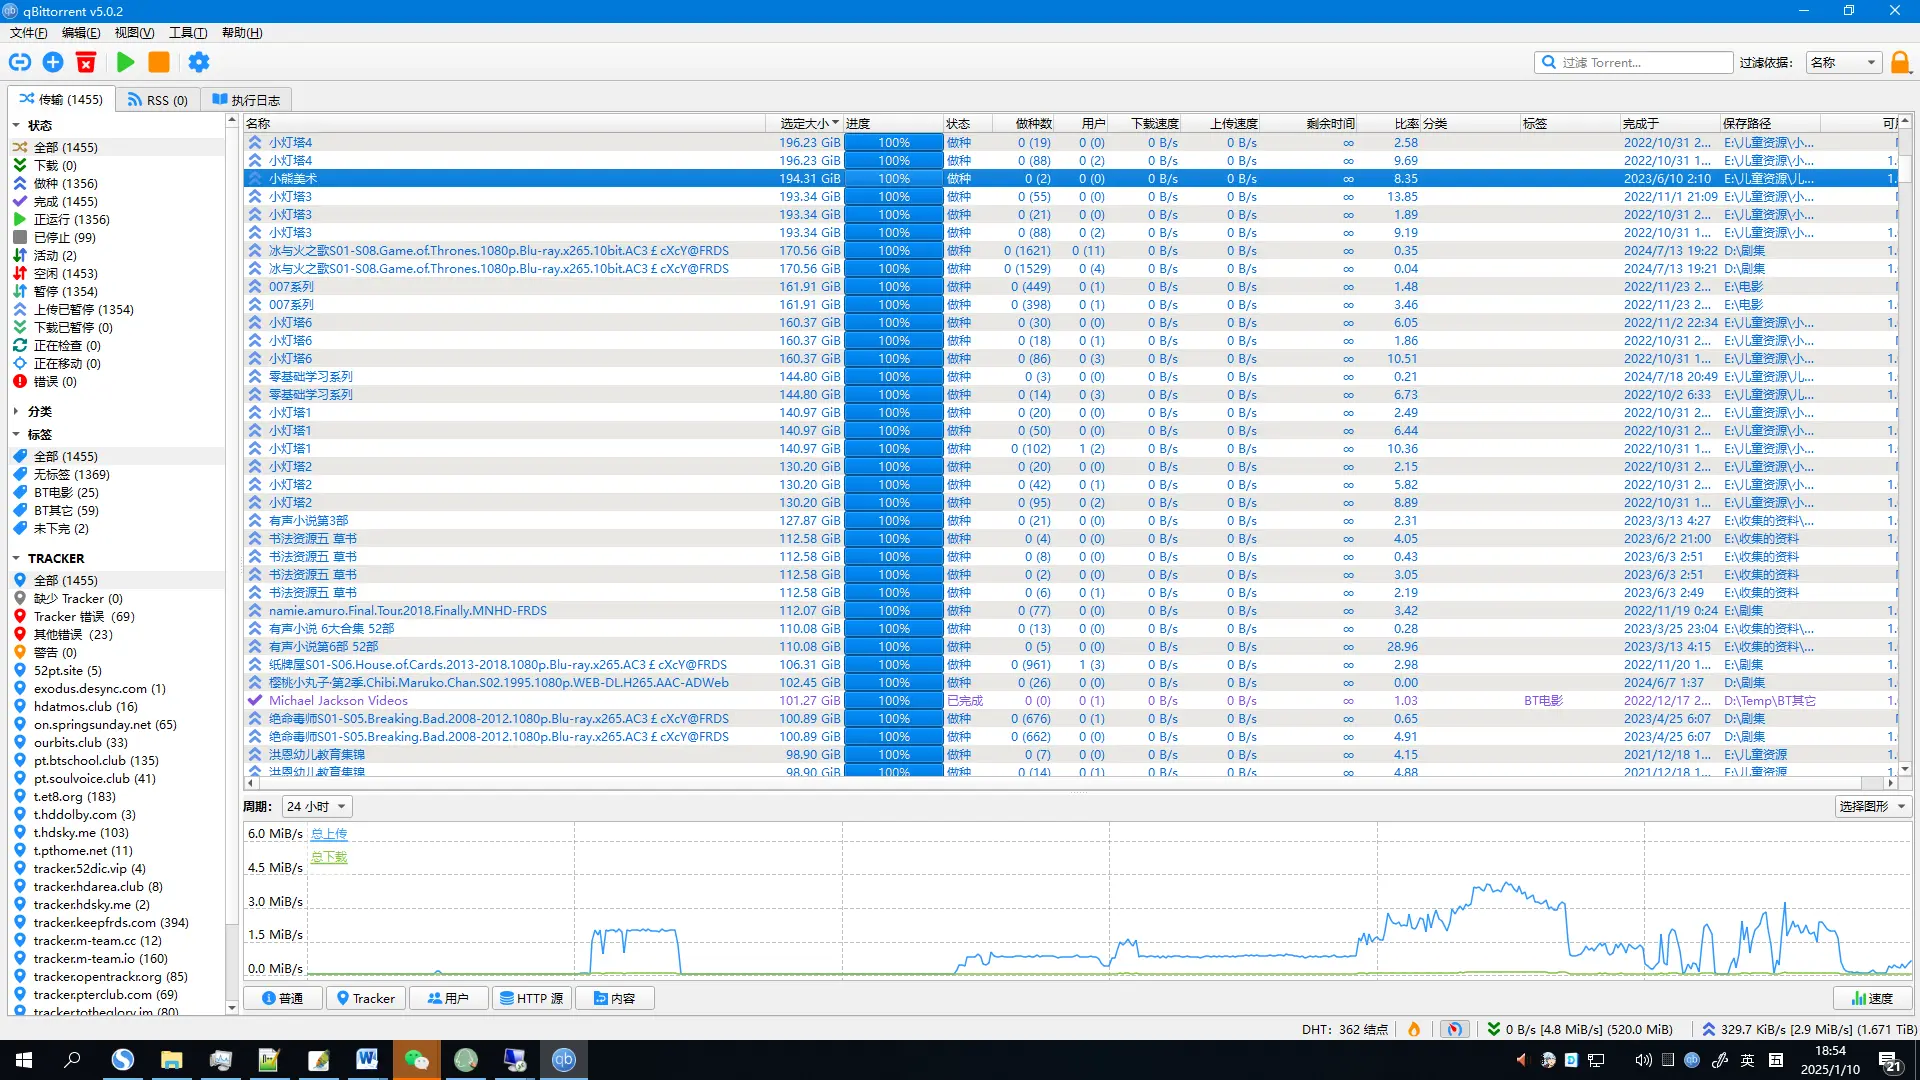 qBittorrent v5.0.2
文件(F) 编辑(E) 视图(V) 工具(T) 帮助(H)
过滤 Torrent... 过滤依据: 名称
传输 (1455) RSS (0) 执行日志
状态
全部 (1455)
下载 (0)
做种 (1356)
完成 (1455)
正运行 (1356)
已停止 (99)
活动 (2)
空闲 (1453)
暂停 (1354)
上传已暂停 (1354)
下载已暂停 (0)
正在检查 (0)
正在移动 (0)
错误 (0)
分类
标签
全部 (1455)
无标签 (1369)
BT电影 (25)
BT其它 (59)
未下完 (2)
TRACKER
全部 (1455)
缺少 Tracker (0)
Tracker 错误 (69)
其他错误 (23)
警告 (0)
52pt.site (5)
exodus.desync.com (1)
hdatmos.club (16)
on.springsunday.net (65)
ourbits.club (33)
pt.btschool.club (135)
pt.soulvoice.club (41)
t.et8.org (183)
t.hddolby.com (3)
t.hdsky.me (103)
t.pthome.net (11)
tracker.52dic.vip (4)
tracker.hdarea.club (8)
tracker.hdsky.me (2)
tracker.keepfrds.com (394)
tracker.m-team.cc (12)
tracker.m-team.io (160)
tracker.opentrack.org (85)
tracker.pterclub.com (69)
tracker.totheglory.im (80)
名称 选定大小 进度 状态 做种数 用户 下载速度 上传速度 剩余时间 比率 分类 标签 完成于 保存路径
小灯塔4 196.23 GiB 100% 做种 0 (19) 0 (0) 0 B/s 0 B/s ∞ 2.58 2022/10/31 2... E:\儿童资源\小...
小灯塔4 196.23 GiB 100% 做种 0 (88) 0 (2) 0 B/s 0 B/s ∞ 9.69 2022/10/31 1... E:\儿童资源\小... 1.
小熊美术 194.31 GiB 100% 做种 0 (2) 0 (0) 0 B/s 0 B/s ∞ 8.35 2023/6/10 2:10 E:\儿童资源\儿... 1.
小灯塔3 193.34 GiB 100% 做种 0 (55) 0 (0) 0 B/s 0 B/s ∞ 13.85 2022/11/1 21:09 E:\儿童资源\小... 1.
小灯塔3 193.34 GiB 100% 做种 0 (21) 0 (0) 0 B/s 0 B/s ∞ 1.89 2022/10/31 2... E:\儿童资源\小...
小灯塔3 193.34 GiB 100% 做种 0 (88) 0 (2) 0 B/s 0 B/s ∞ 9.19 2022/10/31 1... E:\儿童资源\小... 1.
冰与火之歌S01-S08.Game.of.Thrones.1080p.Blu-ray.x265.10bit.AC3￡cXcY@FRDS 170.56 GiB 100% 做种 0 (1621) 0 (11) 0 B/s 0 B/s ∞ 0.35 2024/7/13 19:22 D:\剧集 1.
冰与火之歌S01-S08.Game.of.Thrones.1080p.Blu-ray.x265.10bit.AC3￡cXcY@FRDS 170.56 GiB 100% 做种 0 (1529) 0 (4) 0 B/s 0 B/s ∞ 0.04 2024/7/13 19:21 D:\剧集 1.
007系列 161.91 GiB 100% 做种 0 (449) 0 (1) 0 B/s 0 B/s ∞ 1.48 2022/11/23 2... E:\电影
007系列 161.91 GiB 100% 做种 0 (398) 0 (1) 0 B/s 0 B/s ∞ 3.46 2022/11/23 2... E:\电影 1.
小灯塔6 160.37 GiB 100% 做种 0 (30) 0 (0) 0 B/s 0 B/s ∞ 6.05 2022/11/2 22:34 E:\儿童资源\小... 1.
小灯塔6 160.37 GiB 100% 做种 0 (18) 0 (1) 0 B/s 0 B/s ∞ 1.86 2022/10/31 2... E:\儿童资源\小... 1.
小灯塔6 160.37 GiB 100% 做种 0 (86) 0 (3) 0 B/s 0 B/s ∞ 10.51 2022/10/31 1... E:\儿童资源\小... 1.
零基础学习系列 144.80 GiB 100% 做种 0 (3) 0 (0) 0 B/s 0 B/s ∞ 0.21 2024/7/18 20:49 E:\儿童资源\儿... 1.
零基础学习系列 144.80 GiB 100% 做种 0 (14) 0 (3) 0 B/s 0 B/s ∞ 6.73 2022/10/2 6:33 E:\儿童资源\儿... 1.
小灯塔1 140.97 GiB 100% 做种 0 (20) 0 (0) 0 B/s 0 B/s ∞ 2.49 2022/10/31 2... E:\儿童资源\小...
小灯塔1 140.97 GiB 100% 做种 0 (50) 0 (0) 0 B/s 0 B/s ∞ 6.44 2022/10/31 2... E:\儿童资源\小... 1.
小灯塔1 140.97 GiB 100% 做种 0 (102) 1 (2) 0 B/s 0 B/s ∞ 10.36 2022/10/31 1... E:\儿童资源\小... 1.
小灯塔2 130.20 GiB 100% 做种 0 (20) 0 (0) 0 B/s 0 B/s ∞ 2.15 2022/10/31 2... E:\儿童资源\小...
小灯塔2 130.20 GiB 100% 做种 0 (42) 0 (1) 0 B/s 0 B/s ∞ 5.82 2022/10/31 2... E:\儿童资源\小... 1.
小灯塔2 130.20 GiB 100% 做种 0 (95) 0 (2) 0 B/s 0 B/s ∞ 8.89 2022/10/31 1... E:\儿童资源\小... 1.
有声小说第3部 127.87 GiB 100% 做种 0 (21) 0 (0) 0 B/s 0 B/s ∞ 2.31 2023/3/13 4:27 E:\收集的资料\... 1.
书法资源五 草书 112.58 GiB 100% 做种 0 (4) 0 (0) 0 B/s 0 B/s ∞ 4.05 2023/6/2 21:00 E:\收集的资料 1.
书法资源五 草书 112.58 GiB 100% 做种 0 (8) 0 (0) 0 B/s 0 B/s ∞ 0.43 2023/6/3 2:51 E:\收集的资料
书法资源五 草书 112.58 GiB 100% 做种 0 (2) 0 (0) 0 B/s 0 B/s ∞ 3.05 2023/6/3 2:51 E:\收集的资料
书法资源五 草书 112.58 GiB 100% 做种 0 (6) 0 (1) 0 B/s 0 B/s ∞ 2.19 2023/6/3 2:49 E:\收集的资料 1.
namie.amuro.Final.Tour.2018.Finally.MNHD-FRDS 112.07 GiB 100% 做种 0 (77) 0 (0) 0 B/s 0 B/s ∞ 3.42 2022/11/19 0:24 E:\剧集 1.
有声小说 6大合集 52部 110.08 GiB 100% 做种 0 (13) 0 (0) 0 B/s 0 B/s ∞ 0.28 2023/3/25 23:04 E:\收集的资料\... 1.
有声小说第6部 52部 110.08 GiB 100% 做种 0 (5) 0 (0) 0 B/s 0 B/s ∞ 28.96 2023/3/13 4:15 E:\收集的资料\...
纸牌屋S01-S06.House.of.Cards.2013-2018.1080p.Blu-ray.x265.AC3￡cXcY@FRDS 106.31 GiB 100% 做种 0 (961) 1 (3) 0 B/s 0 B/s ∞ 2.98 2022/11/20 1... E:\剧集 1.
樱桃小丸子·第2季.Chibi.Maruko.Chan.S02.1995.1080p.WEB-DL.H265.AAC-ADWeb 102.45 GiB 100% 做种 0 (26) 0 (0) 0 B/s 0 B/s ∞ 0.00 2024/6/7 1:37 D:\剧集
Michael Jackson Videos 101.27 GiB 100% 已完成 0 (0) 0 (1) 0 B/s 0 B/s ∞ 1.03 BT电影 2022/12/17 2... D:\Temp\BT其它 1.
绝命毒师S01-S05.Breaking.Bad.2008-2012.1080p.Blu-ray.x265.AC3￡cXcY@FRDS 100.89 GiB 100% 做种 0 (676) 0 (1) 0 B/s 0 B/s ∞ 0.65 2023/4/25 6:07 D:\剧集 1.
绝命毒师S01-S05.Breaking.Bad.2008-2012.1080p.Blu-ray.x265.AC3￡cXcY@FRDS 100.89 GiB 100% 做种 0 (662) 0 (1) 0 B/s 0 B/s ∞ 4.91 2023/4/25 6:07 D:\剧集 1.
洪恩幼儿教育集锦 98.90 GiB 100% 做种 0 (7) 0 (0) 0 B/s 0 B/s ∞ 4.15 2021/12/18 1... E:\儿童资源 1.
洪恩幼儿教育集锦 98.90 GiB 100% 做种 0 (14) 0 (1) 0 B/s 0 B/s ∞ 4.88 2021/12/18 1... E:\儿童资源 1.
周期: 24 小时 选择图形
6.0 MiB/s 总上传
总下载
4.5 MiB/s
3.0 MiB/s
1.5 MiB/s
0.0 MiB/s
普通 Tracker 用户 HTTP 源 内容 速度
DHT: 362 结点 0 B/s [4.8 MiB/s] (520.0 MiB) 329.7 KiB/s [2.9 MiB/s] (1.671 TiB)
英 18:54
2025/1/10 21